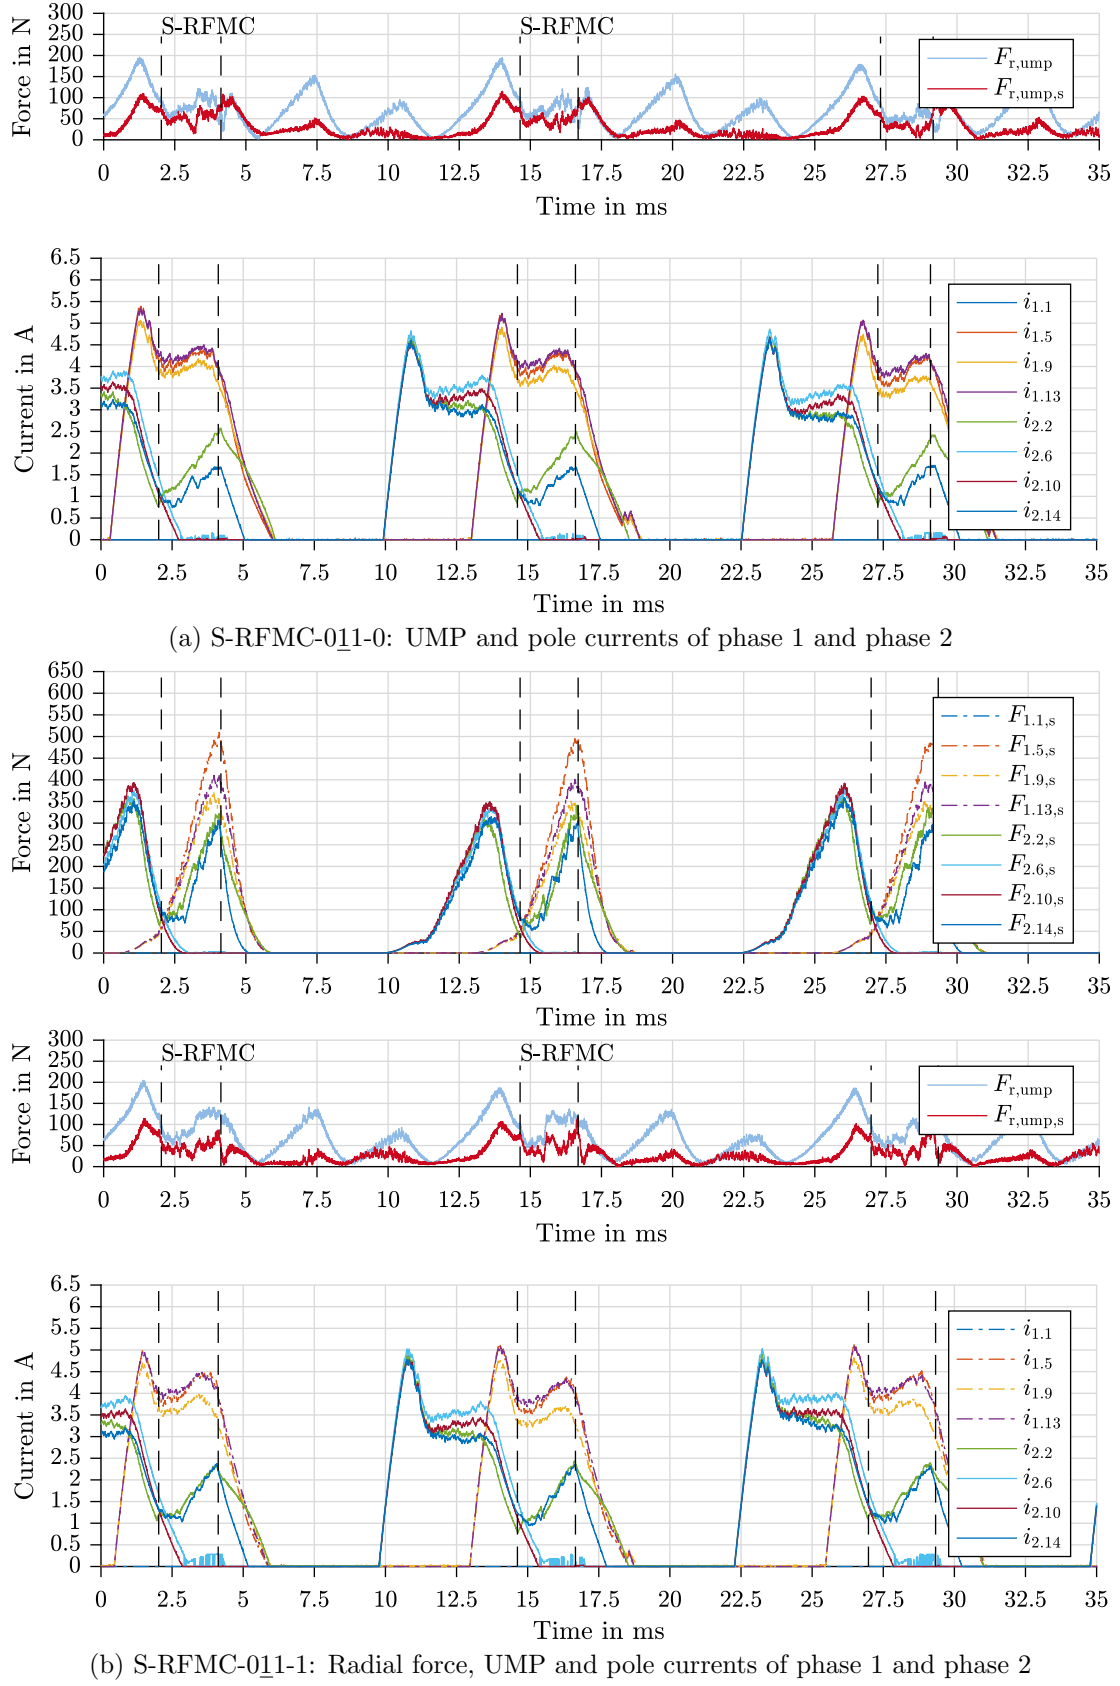 300
250
200
150
100
50
0
Force in N
S-RFMC S-RFMC
F_r,ump
F_r,ump,s
0 2.5 5 7.5 10 12.5 15 17.5 20 22.5 25 27.5 30 32.5 35
Time in ms
6.5
6
5.5
5
4.5
4
3.5
3
2.5
2
1.5
1
0.5
0
Current in A
i_1.1
i_1.5
i_1.9
i_1.13
i_2.2
i_2.6
i_2.10
i_2.14
0 2.5 5 7.5 10 12.5 15 17.5 20 22.5 25 27.5 30 32.5 35
Time in ms
(a) S-RFMC-011-0: UMP and pole currents of phase 1 and phase 2
650
600
550
500
450
400
350
300
250
200
150
100
50
0
Force in N
F_1.1,s
F_1.5,s
F_1.9,s
F_1.13,s
F_2.2,s
F_2.6,s
F_2.10,s
F_2.14,s
0 2.5 5 7.5 10 12.5 15 17.5 20 22.5 25 27.5 30 32.5 35
Time in ms
300
250
200
150
100
50
0
Force in N
S-RFMC S-RFMC
F_r,ump
F_r,ump,s
0 2.5 5 7.5 10 12.5 15 17.5 20 22.5 25 27.5 30 32.5 35
Time in ms
6.5
6
5.5
5
4.5
4
3.5
3
2.5
2
1.5
1
0.5
0
Current in A
i_1.1
i_1.5
i_1.9
i_1.13
i_2.2
i_2.6
i_2.10
i_2.14
0 2.5 5 7.5 10 12.5 15 17.5 20 22.5 25 27.5 30 32.5 35
Time in ms
(b) S-RFMC-011-1: Radial force, UMP and pole currents of phase 1 and phase 2